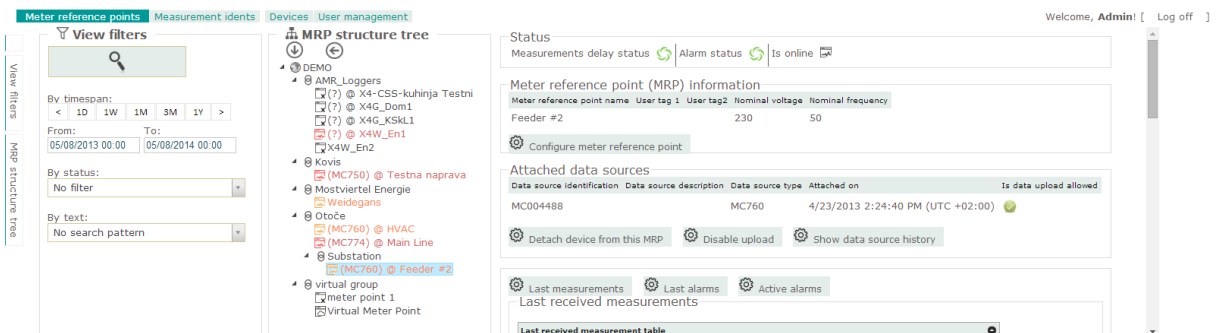 Meter reference points Measurement idents Devices User management
Welcome, Admin! [ Log off ]
View filters
MRP structure tree
View filters
By timespan:
< 1D 1W 1M 3M 1Y >
From: To:
05/08/2013 00:00 05/08/2014 00:00
By status:
No filter
By text:
No search pattern
MRP structure tree
DEMO
AMR_Loggers
(?) @ X4-CSS-kuhinja Testni
(?) @ X4G_Dom1
(?) @ X4G_KSkL1
(?) @ X4W_En1
X4W_En2
Kovis
(MC750) @ Testna naprava
Mostviertel Energie
Weidegans
Otoče
(MC760) @ HVAC
(MC774) @ Main Line
Substation
(MC760) @ Feeder #2
virtual group
meter point 1
Virtual Meter Point
Status
Measurements delay status Alarm status Is online
Meter reference point (MRP) information
Meter reference point name User tag 1 User tag2 Nominal voltage Nominal frequency
Feeder #2 230 50
Configure meter reference point
Attached data sources
Data source identification Data source description Data source type Attached on Is data upload allowed
MC004488 MC760 4/23/2013 2:24:40 PM (UTC +02:00)
Detach device from this MRP Disable upload Show data source history
Last measurements Last alarms Active alarms
Last received measurements
Last received measurement table